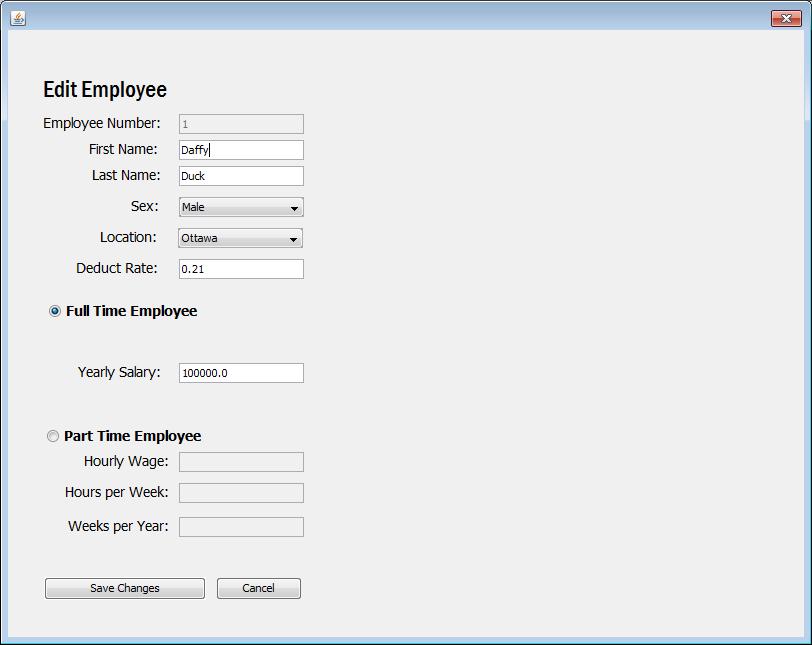 Edit Employee
Employee Number: 1
First Name: Daffy
Last Name: Duck
Sex: Male
Location: Ottawa
Deduct Rate: 0.21
Full Time Employee
Yearly Salary: 100000.0
Part Time Employee
Hourly Wage:
Hours per Week:
Weeks per Year:
Save Changes Cancel